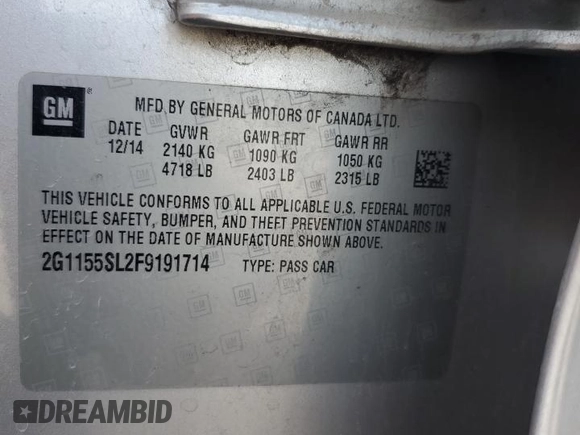 GM ®
MFD BY GENERAL MOTORS OF CANADA LTD.
DATE GVWR GAWR FRT GAWR RR
12/14 2140 KG 1090 KG 1050 KG
4718 LB 2403 LB 2315 LB
THIS VEHICLE CONFORMS TO ALL APPLICABLE U.S. FEDERAL MOTOR
VEHICLE SAFETY, BUMPER, AND THEFT PREVENTION STANDARDS IN
EFFECT ON THE DATE OF MANUFACTURE SHOWN ABOVE.
2G1155SL2F9191714 TYPE: PASS CAR
DREAMBID